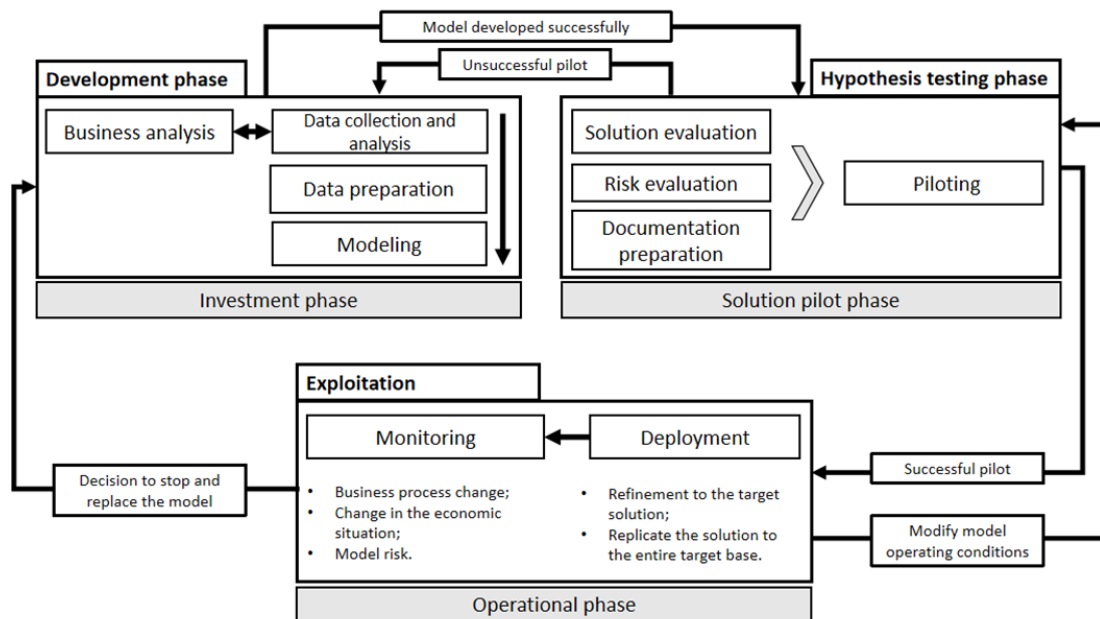 Model developed successfully
Unsuccessful pilot
Development phase
Hypothesis testing phase
Business analysis
Data collection and
analysis
Data preparation
Modeling
Investment phase
Solution evaluation
Risk evaluation
Documentation
preparation
Piloting
Solution pilot phase
Exploitation
Monitoring
Deployment
• Business process change;
• Change in the economic
situation;
• Model risk.
• Refinement to the target
solution;
• Replicate the solution to
the entire target base.
Operational phase
Decision to stop and
replace the model
Successful pilot
Modify model
operating conditions